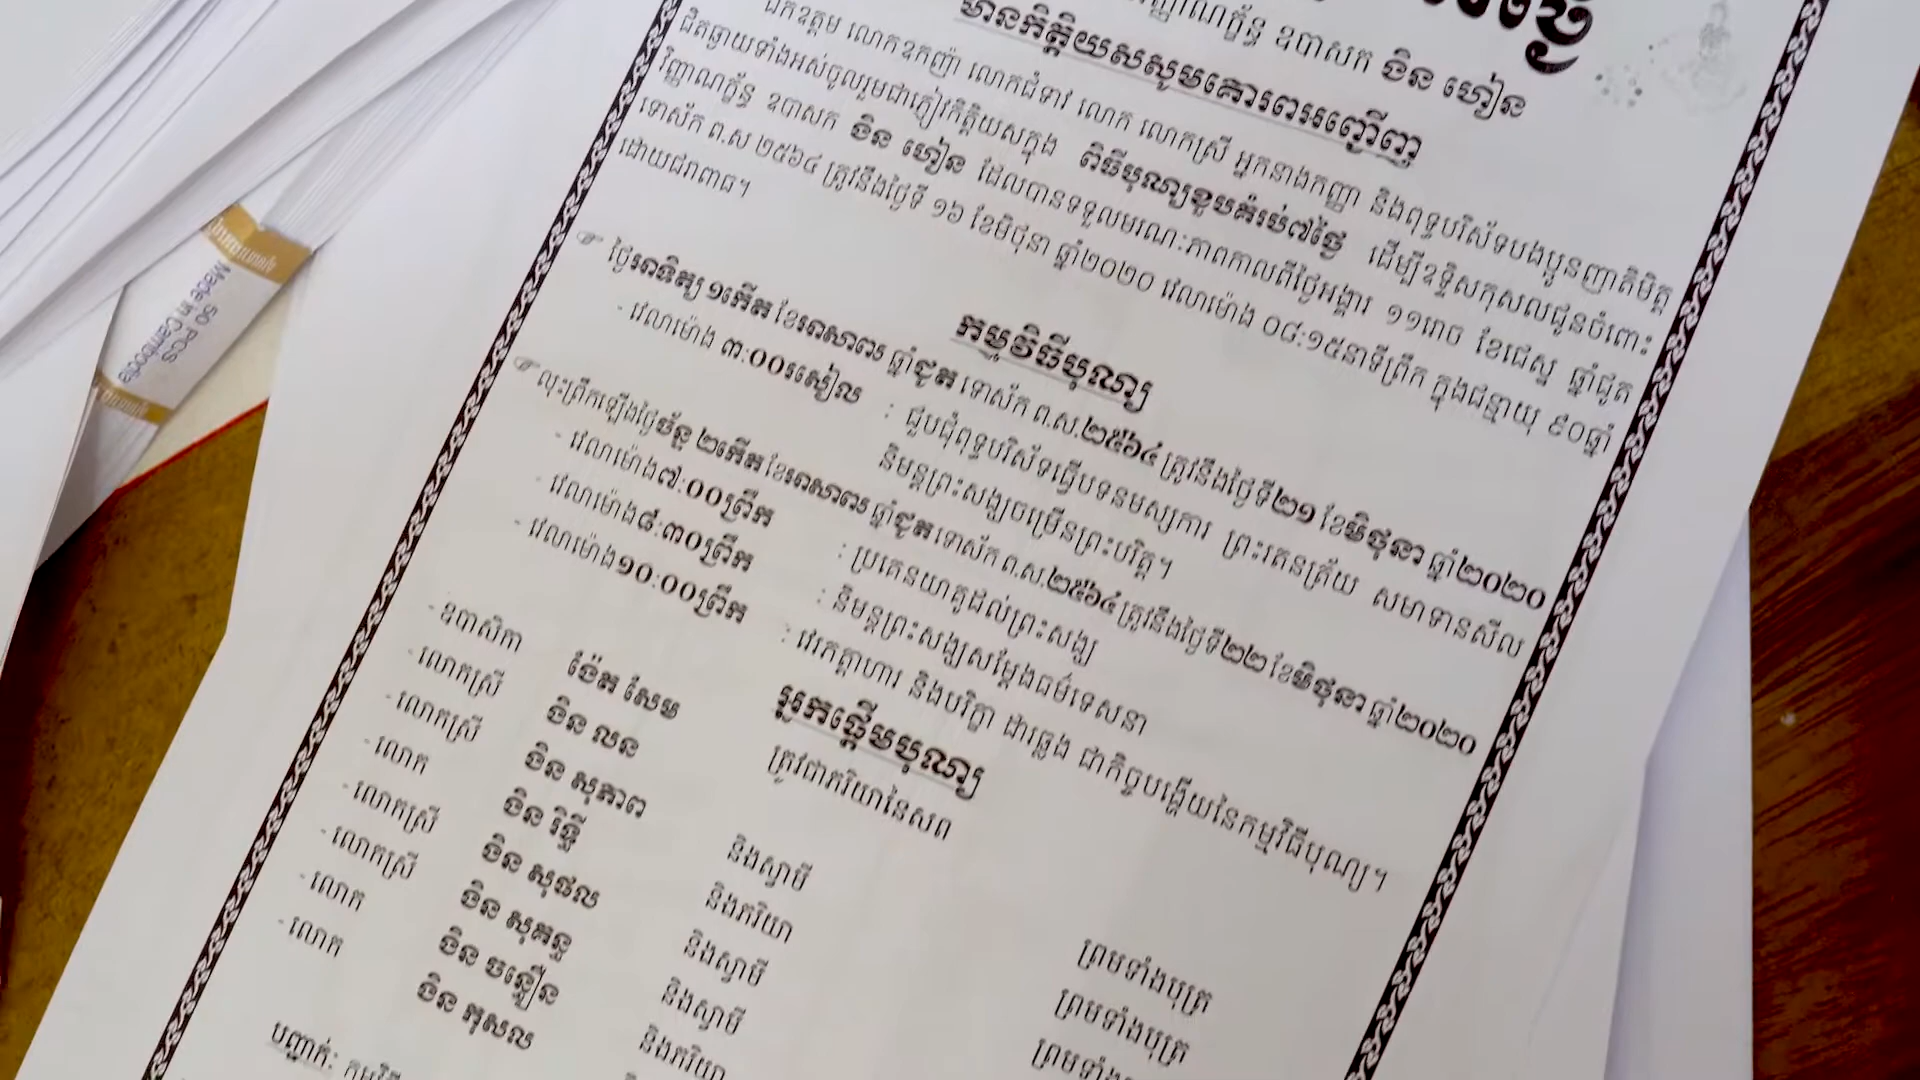 វិញ្ញាណក្ខ័ន្ធ ឧបាសក ងិន ហៀន
មានកិត្តិយសសូមគោរពអញ្ជើញ
ឯកឧត្តម លោកឧកញ៉ា លោកជំទាវ លោក លោកស្រី អ្នកនាងកញ្ញា និងពុទ្ធបរិស័ទបងប្អូនញាតិមិត្ត
ជិតឆ្ងាយទាំងអស់ចូលរួមជាភ្ញៀវកិត្តិយសក្នុង ពិធីបុណ្យខួបគំរប់៧ថ្ងៃ ដើម្បីឧទ្ទិសកុសលជូនចំពោះ
វិញ្ញាណក្ខ័ន្ធ ឧបាសក ងិន ហៀន ដែលបានទទួលមរណៈភាពកាលពីថ្ងៃអង្គារ ១១រោច ខែជេស្ឋ ឆ្នាំជូត
ទោស័ក ព.ស ២៥៦៤ ត្រូវនឹងថ្ងៃទី ១៦ ខែមិថុនា ឆ្នាំ២០២០ វេលាម៉ោង ០៨:១៥នាទីព្រឹក ក្នុងជន្មាយុ ៩០ឆ្នាំ
ដោយជរាពាធ។
កម្មវិធីបុណ្យ
ថ្ងៃអាទិត្យ ១កើត ខែអាសាឍ ឆ្នាំជូត ទោស័ក ព.ស.២៥៦៤ ត្រូវនឹងថ្ងៃទី២១ ខែមិថុនា ឆ្នាំ២០២០
- វេលាម៉ោង ៣:០០រសៀល : ជួបជុំពុទ្ធបរិស័ទធ្វើបទនមស្សការ ព្រះរតនត្រ័យ សមាទានសីល
និមន្តព្រះសង្ឃចម្រើនព្រះបរិត្ត។
លុះព្រឹកឡើងថ្ងៃច័ន្ទ ២កើត ខែអាសាឍ ឆ្នាំជូត ទោស័ក ព.ស.២៥៦៤ ត្រូវនឹងថ្ងៃទី២២ ខែមិថុនា ឆ្នាំ២០២០
- វេលាម៉ោង៧:០០ព្រឹក : ប្រគេនយាគូដល់ព្រះសង្ឃ
- វេលាម៉ោង៨:៣០ព្រឹក : និមន្តព្រះសង្ឃសម្តែងធម៌ទេសនា
- វេលាម៉ោង១០:០០ព្រឹក : វេរភត្តាហារ និងបរិក្ខា ដារឆ្លង ជាកិច្ចបង្ហើយនៃកម្មវិធីបុណ្យ។
អ្នកផ្តើមបុណ្យ
- ឧបាសិកា ង៉ែត សែម ត្រូវជាភរិយានៃសព
- លោកស្រី ងិន លន និងស្វាមី
- លោកស្រី ងិន សុភាព និងភរិយា ព្រមទាំងបុត្រ
- លោក ងិន រិទ្ធី និងស្វាមី ព្រមទាំងបុត្រ
- លោកស្រី ងិន សុផល និងស្វាមី
- លោកស្រី ងិន សុគន្ធ និងភរិយា
- លោក ងិន ចន្ធឿន
- លោក ងិន កុសល
បញ្ជាក់:
50 PCS
Made in Cambodia